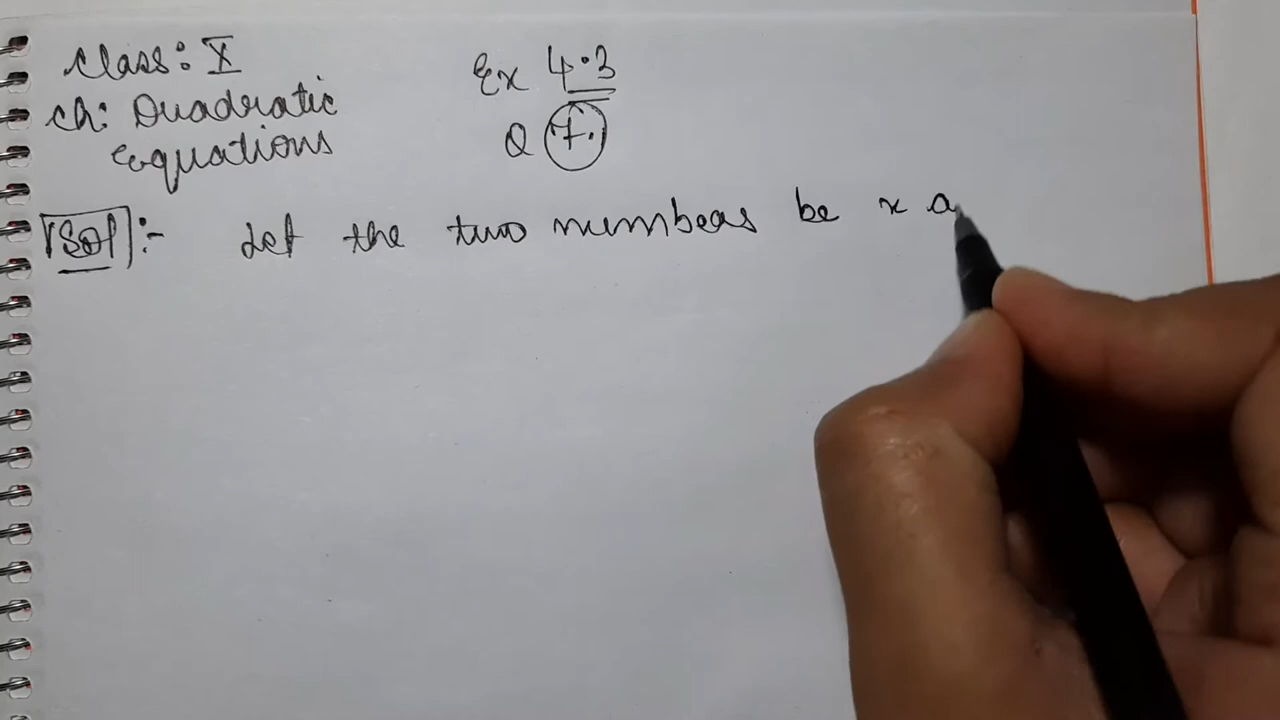 Class: X
Ch: Quadratic
Equations
Ex 4.3
Q 7.
Sol :- Let the two numbers be x a